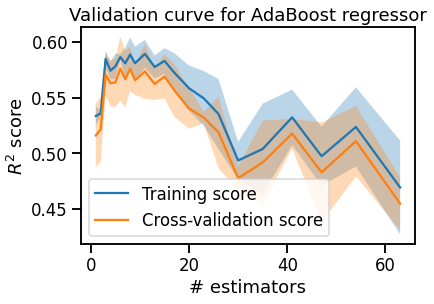 Validation curve for AdaBoost regressor
R² score
0.60
0.55
0.50
0.45
Training score
Cross-validation score
0
20
40
60
# estimators